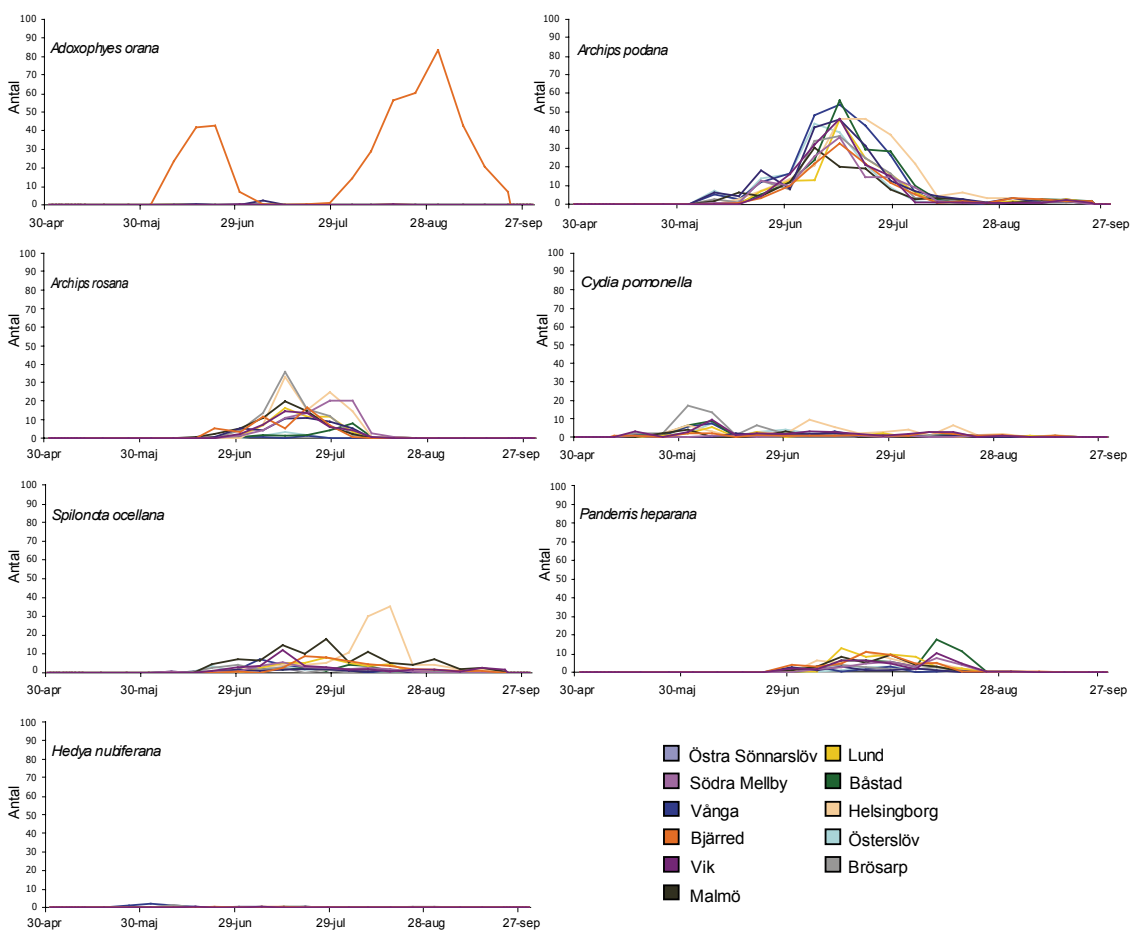 100
90
80
70
60
50
40
30
20
10
0
Antal
Adoxophyes orana
30-apr 30-maj 29-jun 29-jul 28-aug 27-sep
100
90
80
70
60
50
40
30
20
10
0
Antal
Archips podana
30-apr 30-maj 29-jun 29-jul 28-aug 27-sep
100
90
80
70
60
50
40
30
20
10
0
Antal
Archips rosana
30-apr 30-maj 29-jun 29-jul 28-aug 27-sep
100
90
80
70
60
50
40
30
20
10
0
Antal
Cydia pomonella
30-apr 30-maj 29-jun 29-jul 28-aug 27-sep
100
90
80
70
60
50
40
30
20
10
0
Antal
Spilonota ocellana
30-apr 30-maj 29-jun 29-jul 28-aug 27-sep
100
90
80
70
60
50
40
30
20
10
0
Antal
Pandemis heparana
30-apr 30-maj 29-jun 29-jul 28-aug 27-sep
100
90
80
70
60
50
40
30
20
10
0
Antal
Hedya nubiferana
30-apr 30-maj 29-jun 29-jul 28-aug 27-sep
Östra Sönnarslöv
Södra Mellby
Vånga
Bjärred
Vik
Malmö
Lund
Båstad
Helsingborg
Österslöv
Brösarp